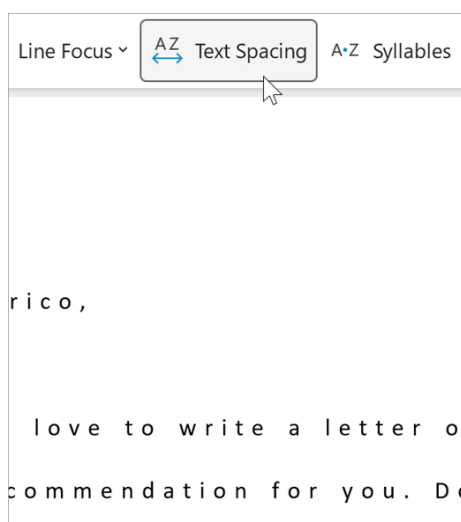 Line Focus AZ Text Spacing A·Z Syllables
rico,
love to write a letter o
commendation for you. D